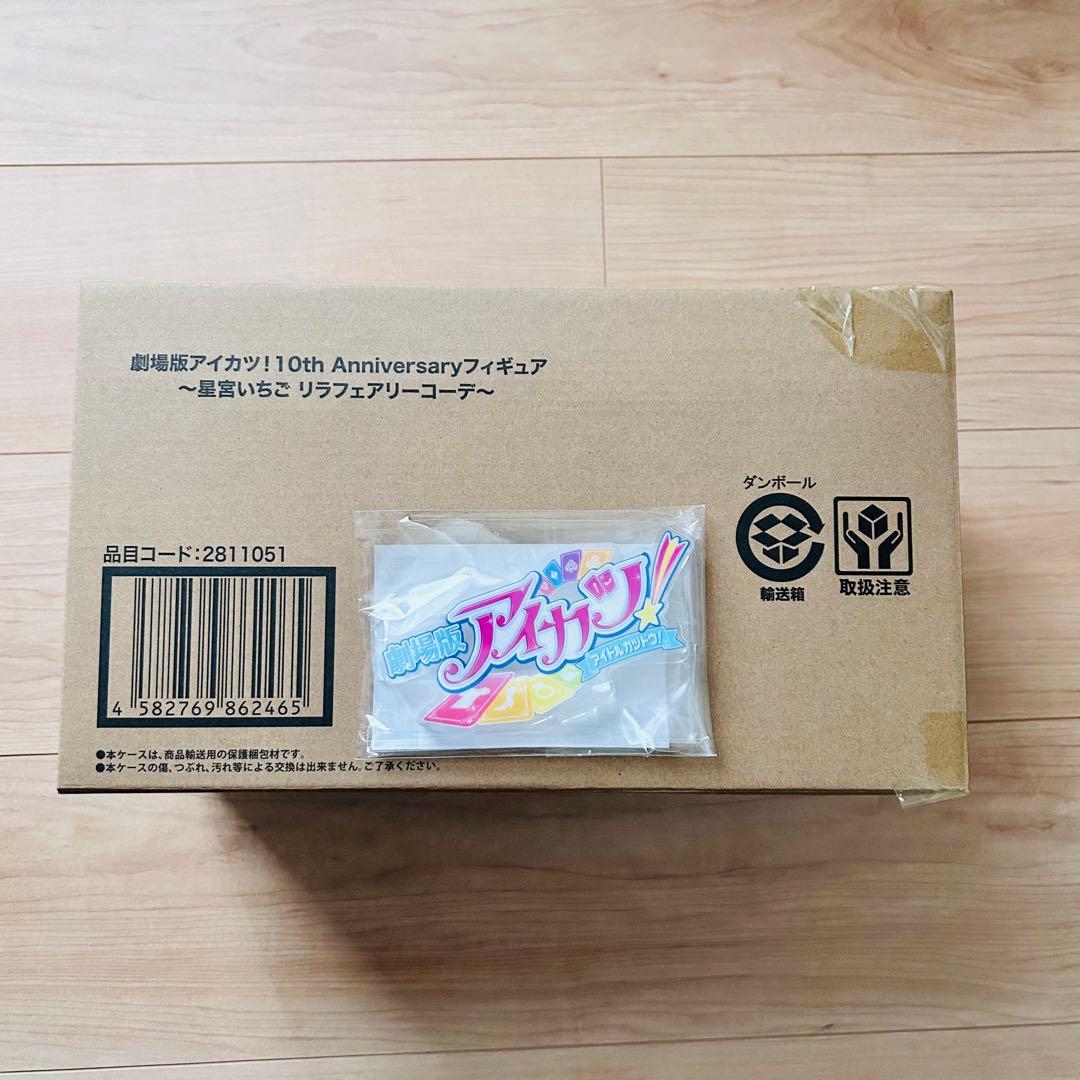 劇場版アイカツ！10th Anniversaryフィギュア
～星宮いちご リラフェアリーコーデ～
ダンボール
輸送箱
取扱注意
品目コード：2811051
4 582769 862465
劇場版
アイカツ!
アイドルカツドウ!
●本ケースは、商品輸送用の保護梱包材です。
●本ケースの傷、つぶれ、汚れ等による交換は出来ません。ご了承ください。